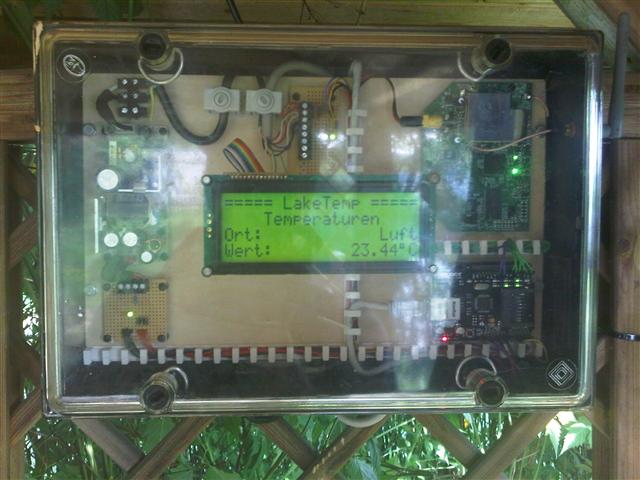 ===== LakeTemp =====
Temperaturen
Ort: Luft
Wert: 23.44°C